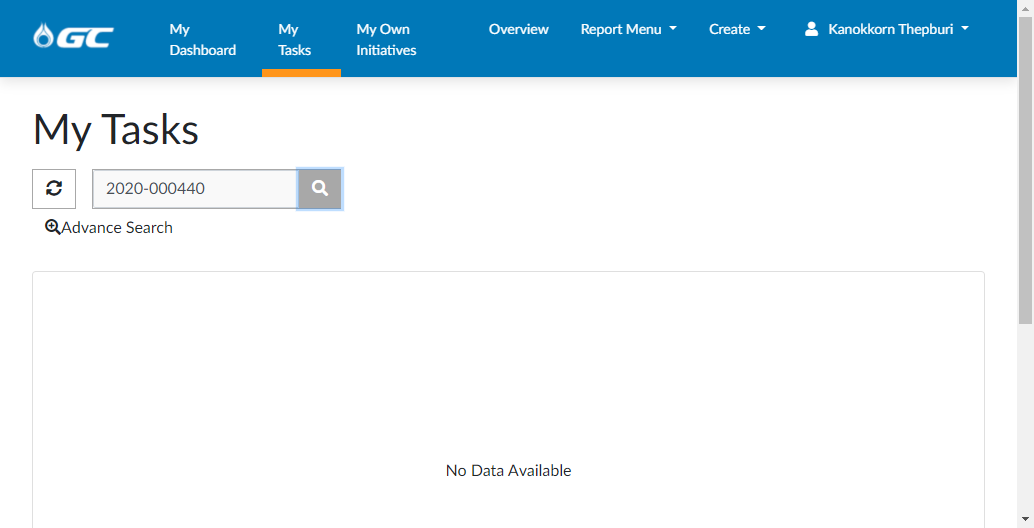 GC
My Dashboard
My Tasks
My Own Initiatives
Overview
Report Menu
Create
Kanokkorn Thepburi
My Tasks
2020-000440
Advance Search
No Data Available